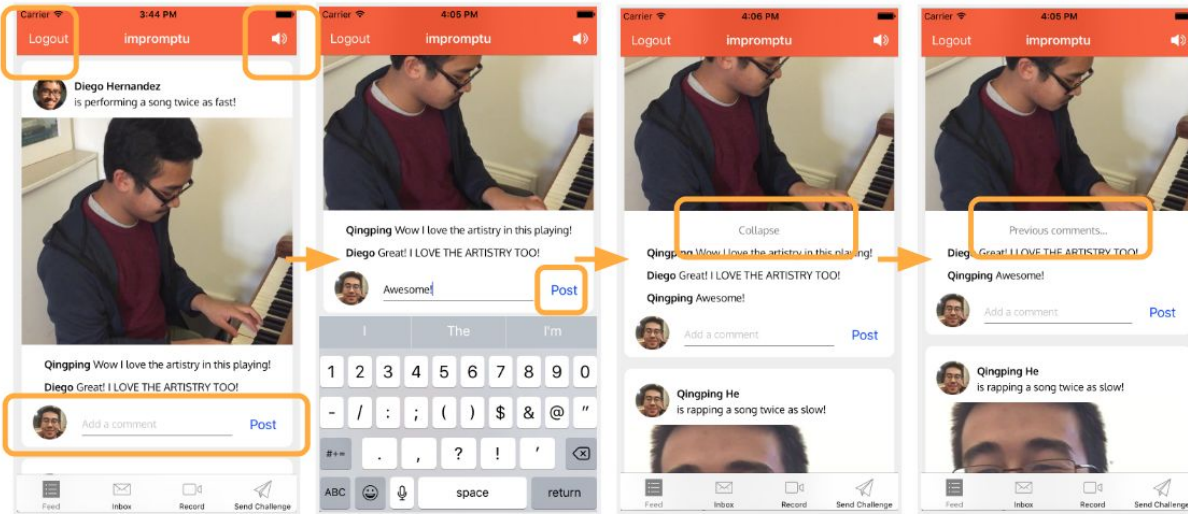 Carrier 3:44 PM
Logout impromptu
Diego Hernandez
is performing a song twice as fast!
Qingping Wow I love the artistry in this playing!
Diego Great! I LOVE THE ARTISTRY TOO!
Add a comment Post
Feed Inbox Record Send Challenge
Carrier 4:05 PM
Logout impromptu
Qingping Wow I love the artistry in this playing!
Diego Great! I LOVE THE ARTISTRY TOO!
Awesome! Post
I The I'm
1 2 3 4 5 6 7 8 9 0
- / : ; ( ) $ & @ "
#+= . , ? ! '
ABC space return
Carrier 4:06 PM
Logout impromptu
Collapse
Qingping Wow I love the artistry in this playing!
Diego Great! I LOVE THE ARTISTRY TOO!
Qingping Awesome!
Add a comment Post
Qingping He
is rapping a song twice as slow!
Feed Inbox Record Send Challenge
Carrier 4:05 PM
Logout impromptu
Previous comments...
Diego Great! I LOVE THE ARTISTRY TOO!
Qingping Awesome!
Add a comment Post
Qingping He
is rapping a song twice as slow!
Feed Inbox Record Send Challenge